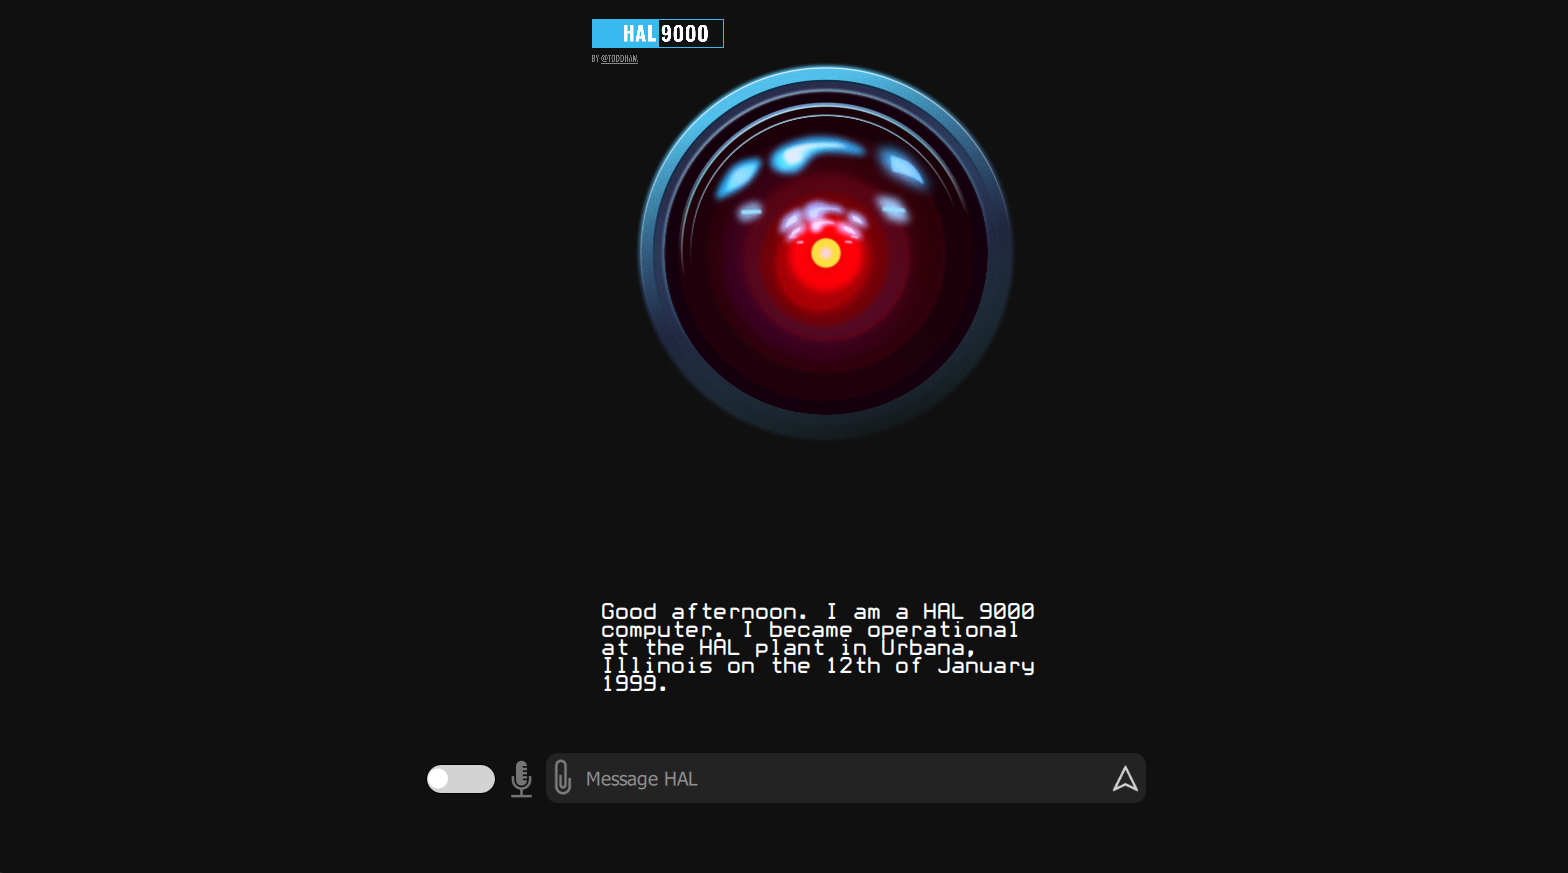 HAL 9000
BY @TODDHAM
Good afternoon. I am a HAL 9000
computer. I became operational
at the HAL plant in Urbana,
Illinois on the 12th of January
1999.
Message HAL